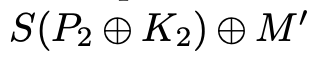 S(P₂ ⊕ K₂) ⊕ M′